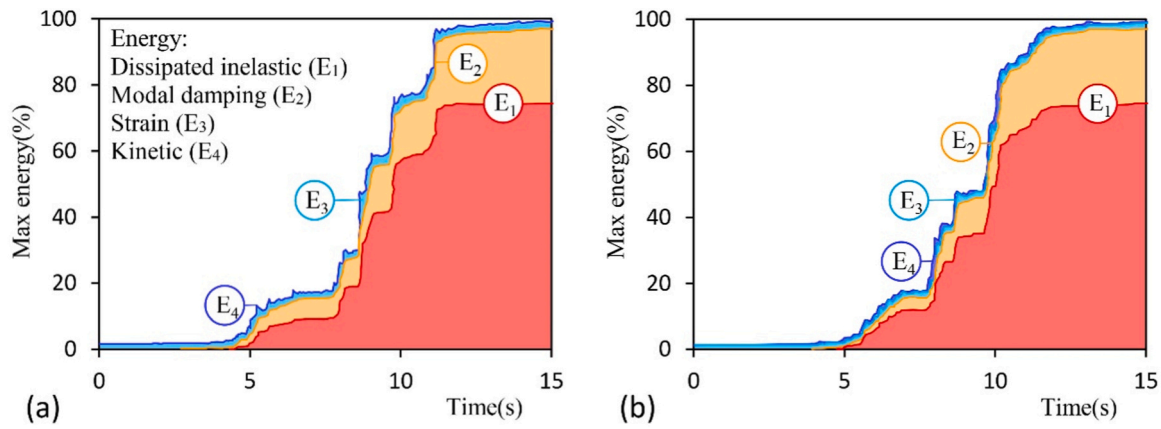 Max energy(%)
100
80
60
40
20
0
Energy:
Dissipated inelastic (E₁)
Modal damping (E₂)
Strain (E₃)
Kinetic (E₄)
E₂
E₁
E₃
E₄
0 5 10 15
Time(s)
(a)
Max energy(%)
100
80
60
40
20
0
E₁
E₂
E₃
E₄
0 5 10 15
Time(s)
(b)